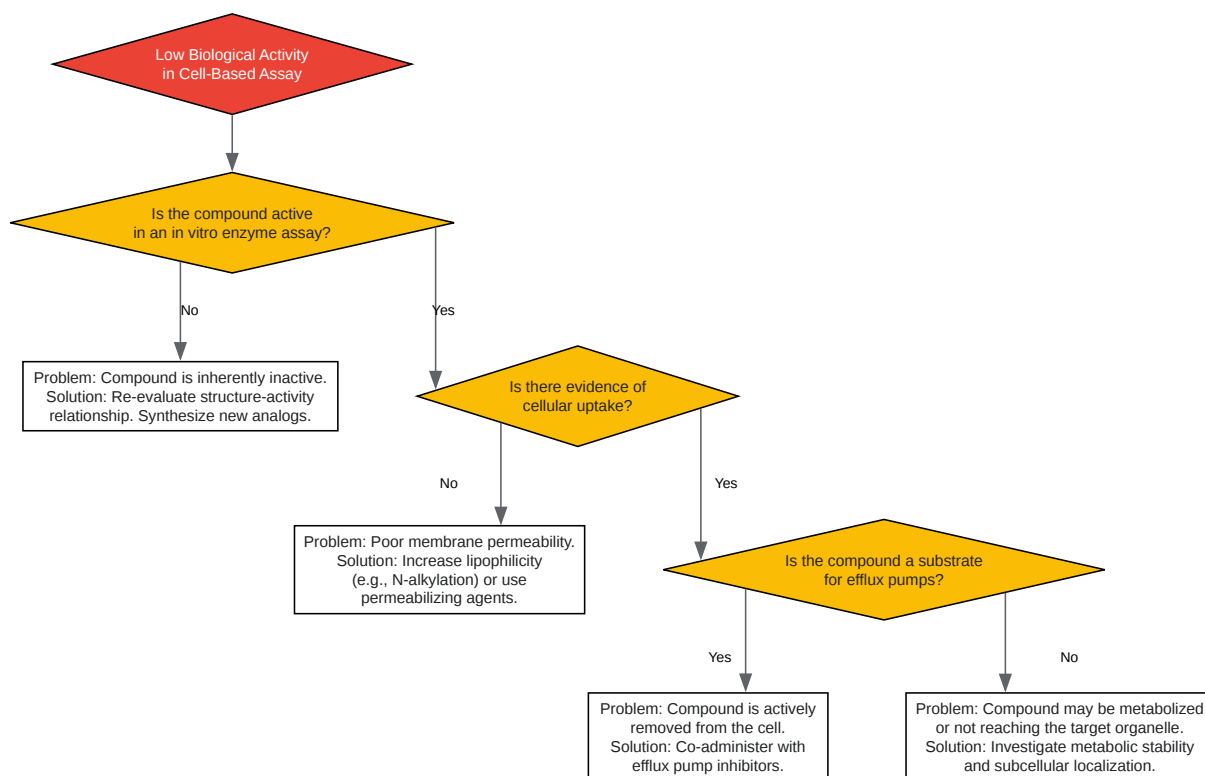 Low Biological Activity
in Cell-Based Assay
Is the compound active
in an in vitro enzyme assay?
No
Yes
Problem: Compound is inherently inactive.
Solution: Re-evaluate structure-activity
relationship. Synthesize new analogs.
Is there evidence of
cellular uptake?
No
Yes
Problem: Poor membrane permeability.
Solution: Increase lipophilicity
(e.g., N-alkylation) or use
permeabilizing agents.
Is the compound a substrate
for efflux pumps?
Yes
No
Problem: Compound is actively
removed from the cell.
Solution: Co-administer with
efflux pump inhibitors.
Problem: Compound may be metabolized
or not reaching the target organelle.
Solution: Investigate metabolic stability
and subcellular localization.